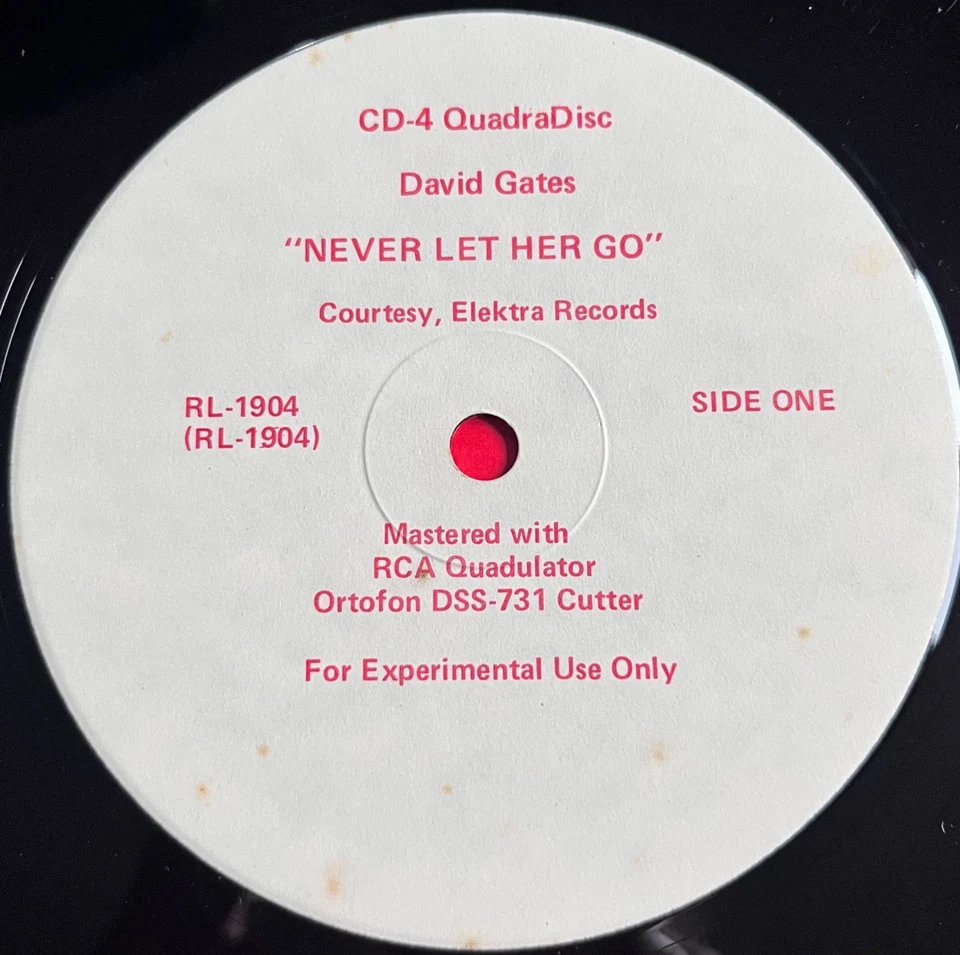 CD-4 QuadraDisc
David Gates
“NEVER LET HER GO”
Courtesy, Elektra Records
RL-1904
(RL-1904)
SIDE ONE
Mastered with
RCA Quadulator
Ortofon DSS-731 Cutter
For Experimental Use Only